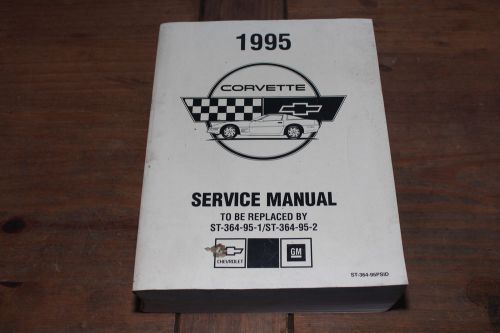 1995
CORVETTE
SERVICE MANUAL
TO BE REPLACED BY
ST-364-95-1/ST-364-95-2
CHEVROLET
GM
ST-364-95PSID